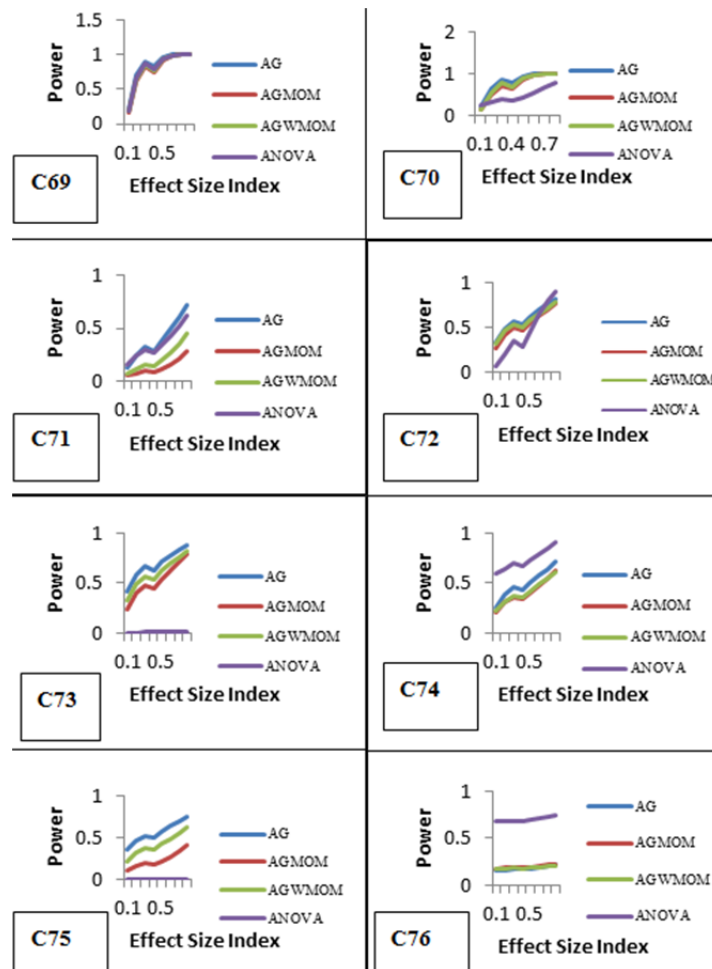 1.5
1
0.5
0
Power
0.1 0.5
Effect Size Index
AG
AGMOM
AGWMOM
ANOVA
C69
2
1
0
Power
0.1 0.4 0.7
Effect Size Index
AG
AGMOM
AGWMOM
ANOVA
C70
1
0.5
0
Power
0.1 0.5
Effect Size Index
AG
AGMOM
AGWMOM
ANOVA
C71
1
0.5
0
Power
0.1 0.5
Effect Size Index
AG
AGMOM
AGWMOM
ANOVA
C72
1
0.5
0
Power
0.1 0.5
Effect Size Index
AG
AGMOM
AGWMOM
ANOVA
C73
1
0.5
0
Power
0.1 0.5
Effect Size Index
AG
AGMOM
AGWMOM
ANOVA
C74
1
0.5
0
Power
0.1 0.5
Effect Size Index
AG
AGMOM
AGWMOM
ANOVA
C75
1
0.5
0
Power
0.1 0.5
Effect Size Index
AG
AGMOM
AGWMOM
ANOVA
C76